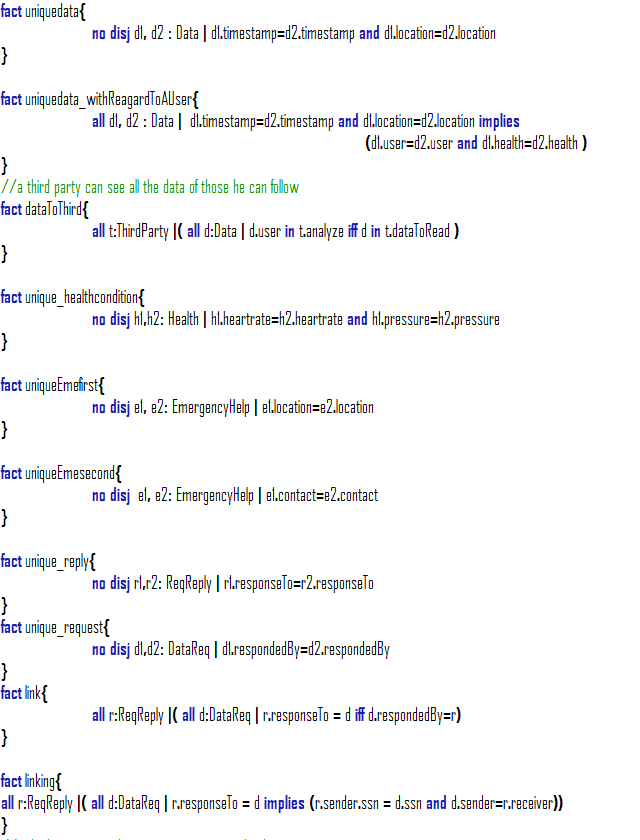 fact uniquedata{
no disj d1, d2 : Data | d1.timestamp=d2.timestamp and d1.location=d2.location
}
fact uniquedata_withReagardToAUser{
all d1, d2 : Data | d1.timestamp=d2.timestamp and d1.location=d2.location implies
(d1.user=d2.user and d1.health=d2.health )
}
//a third party can see all the data of those he can follow
fact dataToThird{
all t:ThirdParty |( all d:Data | d.user in t.analyze iff d in t.dataToRead )
}
fact unique_healthcondition{
no disj h1,h2: Health | h1.heartrate=h2.heartrate and h1.pressure=h2.pressure
}
fact uniqueEmefirst{
no disj e1, e2: EmergencyHelp | e1.location=e2.location
}
fact uniqueEmesecond{
no disj e1, e2: EmergencyHelp | e1.contact=e2.contact
}
fact unique_reply{
no disj r1,r2: ReqReply | r1.responseTo=r2.responseTo
}
fact unique_request{
no disj d1,d2: DataReq | d1.respondedBy=d2.respondedBy
}
fact link{
all r:ReqReply |( all d:DataReq | r.responseTo = d iff d.respondedBy=r)
}
fact linking{
all r:ReqReply |( all d:DataReq | r.responseTo = d implies (r.sender.ssn = d.ssn and d.sender=r.receiver))
}